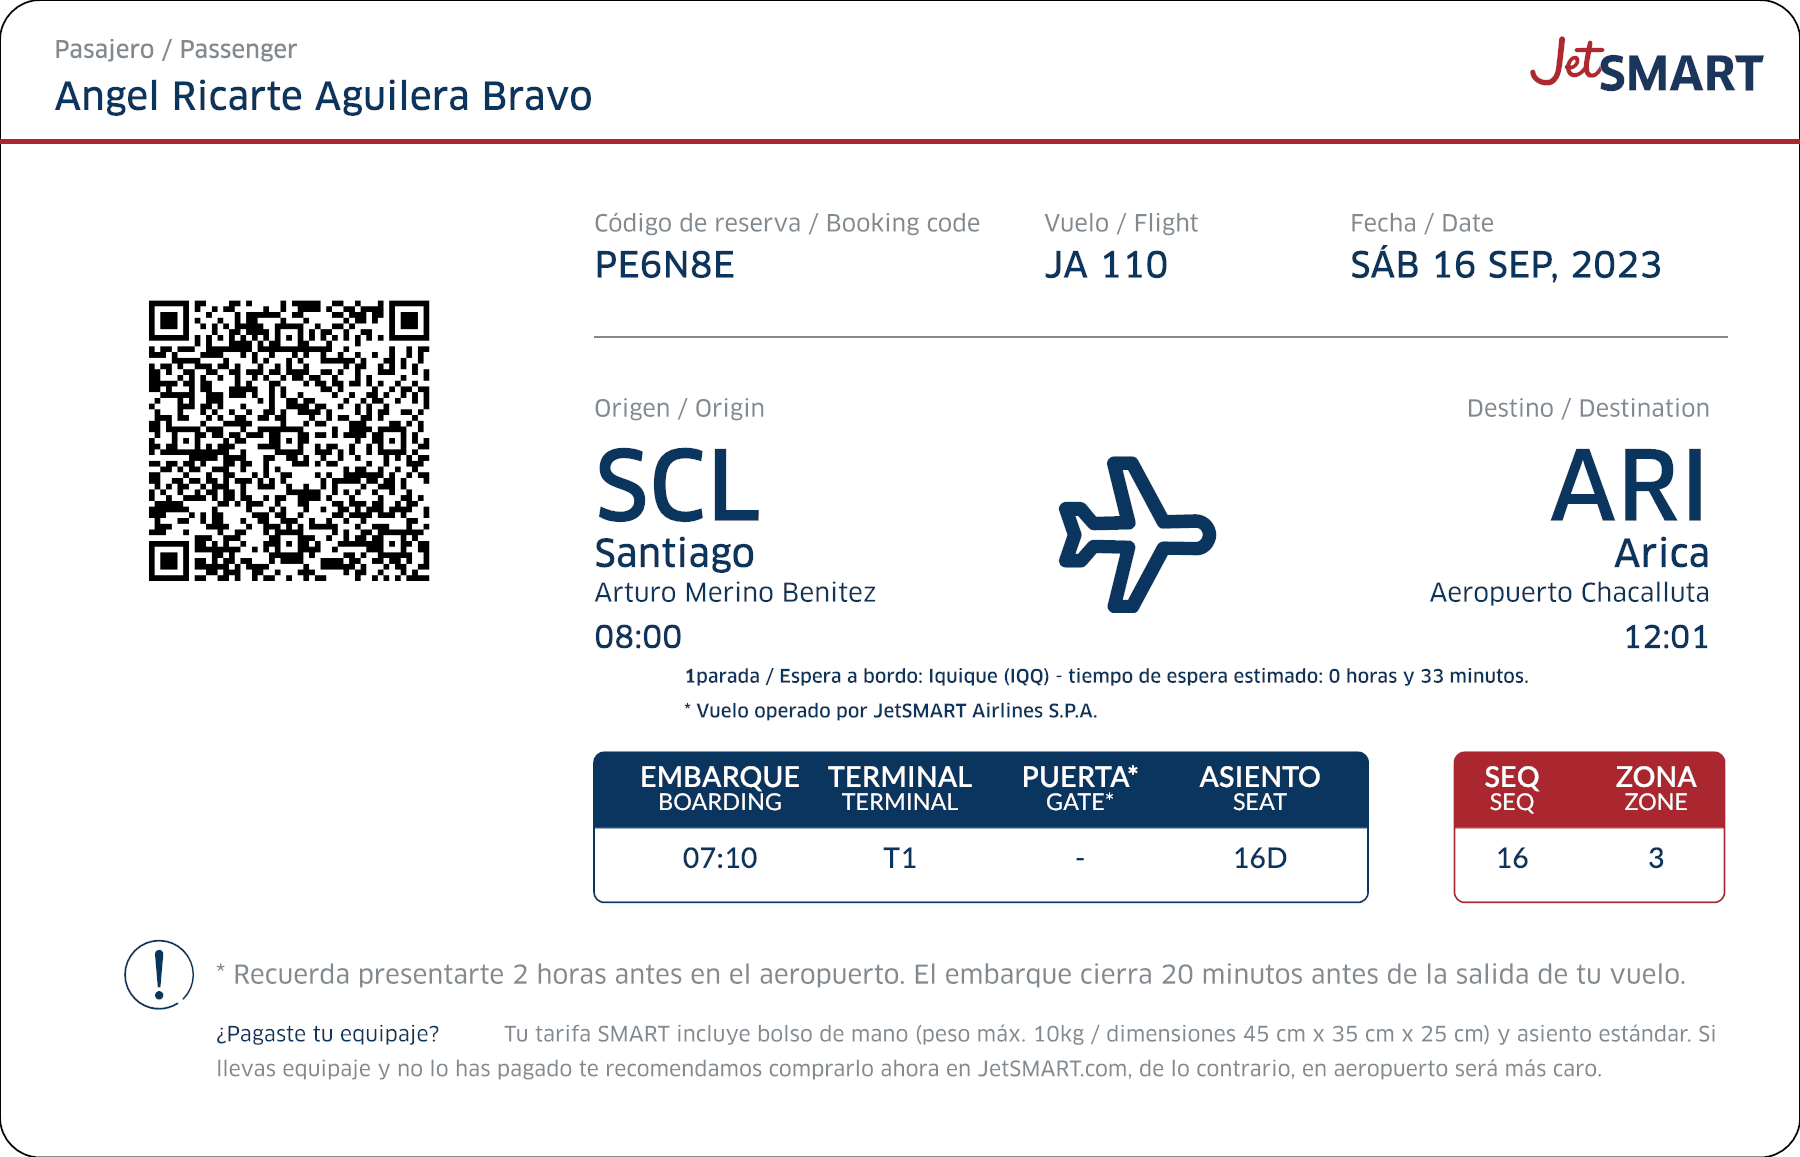 Pasajero / Passenger
Angel Ricarte Aguilera Bravo
JetSMART
Código de reserva / Booking code Vuelo / Flight Fecha / Date
PE6N8E JA 110 SÁB 16 SEP, 2023
Origen / Origin Destino / Destination
SCL ARI
Santiago Arica
Arturo Merino Benitez Aeropuerto Chacalluta
08:00 12:01
1parada / Espera a bordo: Iquique (IQQ) - tiempo de espera estimado: 0 horas y 33 minutos.
* Vuelo operado por JetSMART Airlines S.P.A.
EMBARQUE TERMINAL PUERTA* ASIENTO SEQ ZONA
BOARDING TERMINAL GATE* SEAT SEQ ZONE
07:10 T1 - 16D 16 3
* Recuerda presentarte 2 horas antes en el aeropuerto. El embarque cierra 20 minutos antes de la salida de tu vuelo.
¿Pagaste tu equipaje? Tu tarifa SMART incluye bolso de mano (peso máx. 10kg / dimensiones 45 cm x 35 cm x 25 cm) y asiento estándar. Si
llevas equipaje y no lo has pagado te recomendamos comprarlo ahora en JetSMART.com, de lo contrario, en aeropuerto será más caro.